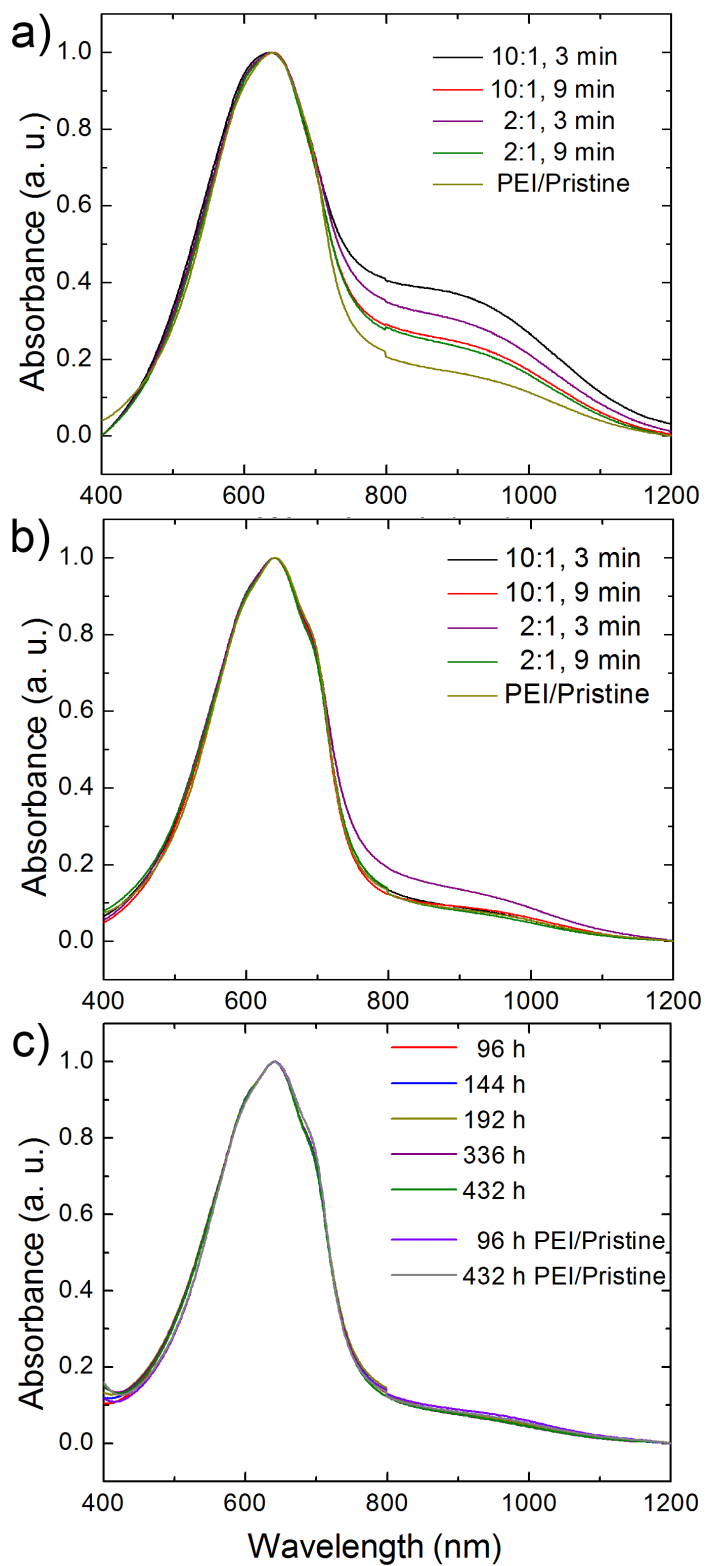 a)
1.0
0.8
0.6
0.4
0.2
0.0
Absorbance (a. u.)
10:1, 3 min
10:1, 9 min
2:1, 3 min
2:1, 9 min
PEI/Pristine
400 600 800 1000 1200
b)
1.0
0.8
0.6
0.4
0.2
0.0
Absorbance (a. u.)
10:1, 3 min
10:1, 9 min
2:1, 3 min
2:1, 9 min
PEI/Pristine
400 600 800 1000 1200
c)
1.0
0.8
0.6
0.4
0.2
0.0
Absorbance (a. u.)
96 h
144 h
192 h
336 h
432 h
96 h PEI/Pristine
432 h PEI/Pristine
400 600 800 1000 1200
Wavelength (nm)